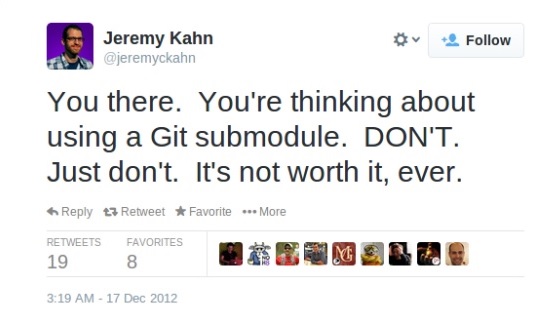 Jeremy Kahn
@jeremyckahn
Follow
You there. You're thinking about
using a Git submodule. DON'T.
Just don't. It's not worth it, ever.
Reply Retweet Favorite More
RETWEETS FAVORITES
19 8
3:19 AM - 17 Dec 2012